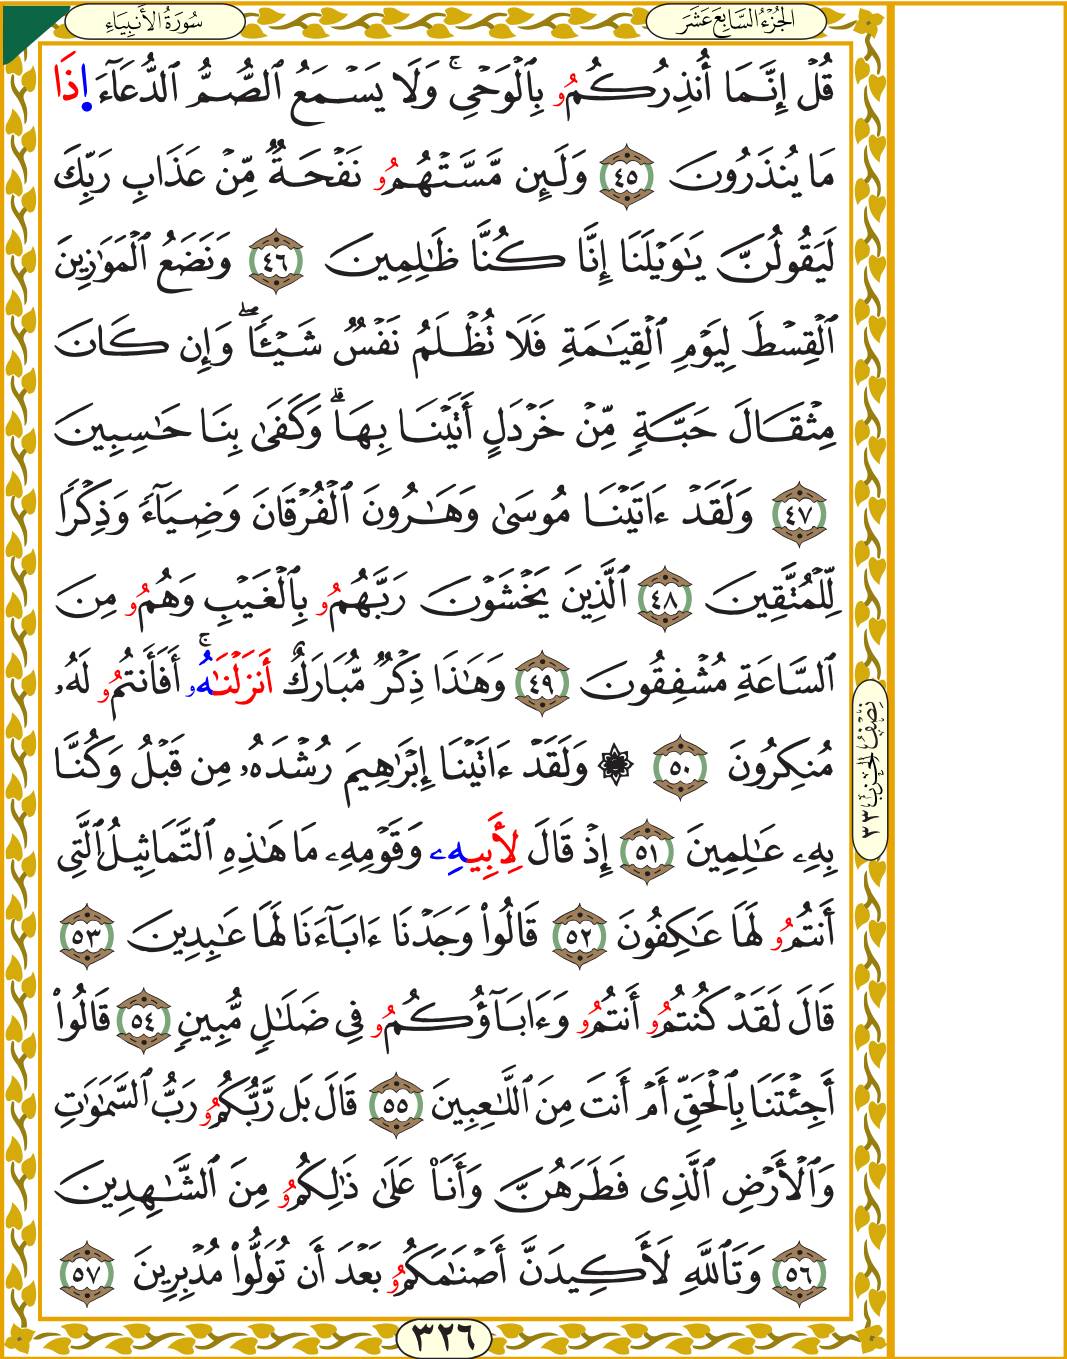 الجُزْءُ السَّابِعَ عَشَرَ
سُورَةُ الأَنبِيَاءِ
قُلْ إِنَّمَا أُنذِرُكُمُۥ بِٱلْوَحْىِ ۚ وَلَا يَسْمَعُ ٱلصُّمُّ ٱلدُّعَآءَ إِذَا
مَا يُنذَرُونَ ٤٥ وَلَئِن مَّسَّتْهُمُۥ نَفْحَةٌ مِّنْ عَذَابِ رَبِّكَ
لَيَقُولُنَّ يَٰوَيْلَنَا إِنَّا كُنَّا ظَٰلِمِينَ ٤٦ وَنَضَعُ ٱلْمَوَٰزِينَ
ٱلْقِسْطَ لِيَوْمِ ٱلْقِيَٰمَةِ فَلَا تُظْلَمُ نَفْسٌ شَيْـًٔا ۖ وَإِن كَانَ
مِثْقَالَ حَبَّةٍ مِّنْ خَرْدَلٍ أَتَيْنَا بِهَا ۗ وَكَفَىٰ بِنَا حَٰسِبِينَ
٤٧ وَلَقَدْ ءَاتَيْنَا مُوسَىٰ وَهَٰرُونَ ٱلْفُرْقَانَ وَضِيَآءً وَذِكْرًا
لِّلْمُتَّقِينَ ٤٨ ٱلَّذِينَ يَخْشَوْنَ رَبَّهُمُۥ بِٱلْغَيْبِ وَهُمُۥ مِنَ
ٱلسَّاعَةِ مُشْفِقُونَ ٤٩ وَهَٰذَا ذِكْرٌ مُّبَارَكٌ أَنزَلْنَٰهُۥ ۚ أَفَأَنتُمُۥ لَهُۥ
مُنكِرُونَ ٥٠ ۞ وَلَقَدْ ءَاتَيْنَا إِبْرَٰهِيمَ رُشْدَهُۥ مِن قَبْلُ وَكُنَّا
بِهِۦ عَٰلِمِينَ ٥١ إِذْ قَالَ لِأَبِيهِۦ وَقَوْمِهِۦ مَا هَٰذِهِ ٱلتَّمَاثِيلُ ٱلَّتِى
أَنتُمُۥ لَهَا عَٰكِفُونَ ٥٢ قَالُوا۟ وَجَدْنَا ءَابَآءَنَا لَهَا عَٰبِدِينَ ٥٣
قَالَ لَقَدْ كُنتُمُۥ أَنتُمُۥ وَءَابَآؤُكُمُۥ فِى ضَلَٰلٍ مُّبِينٍ ٥٤ قَالُوا۟
أَجِئْتَنَا بِٱلْحَقِّ أَمْ أَنتَ مِنَ ٱللَّٰعِبِينَ ٥٥ قَالَ بَل رَّبُّكُمُۥ رَبُّ ٱلسَّمَٰوَٰتِ
وَٱلْأَرْضِ ٱلَّذِى فَطَرَهُنَّ وَأَنَا۠ عَلَىٰ ذَٰلِكُمُۥ مِنَ ٱلشَّٰهِدِينَ
٥٦ وَتَٱللَّهِ لَأَكِيدَنَّ أَصْنَٰمَكُمُۥ بَعْدَ أَن تُوَلُّوا۟ مُدْبِرِينَ ٥٧
نِصْفُ الحِزْبِ ٣٣
٣٢٦